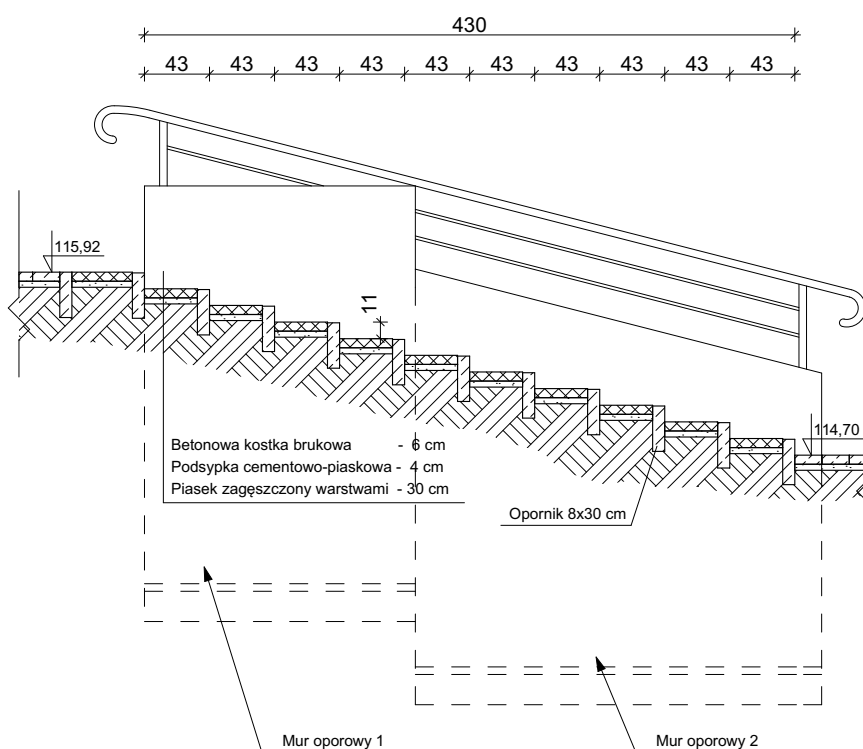 430
43 43 43 43 43 43 43 43 43 43
115,92
11
114,70
Betonowa kostka brukowa - 6 cm
Podsypka cementowo-piaskowa - 4 cm
Piasek zagęszczony warstwami - 30 cm
Opornik 8x30 cm
Mur oporowy 1
Mur oporowy 2